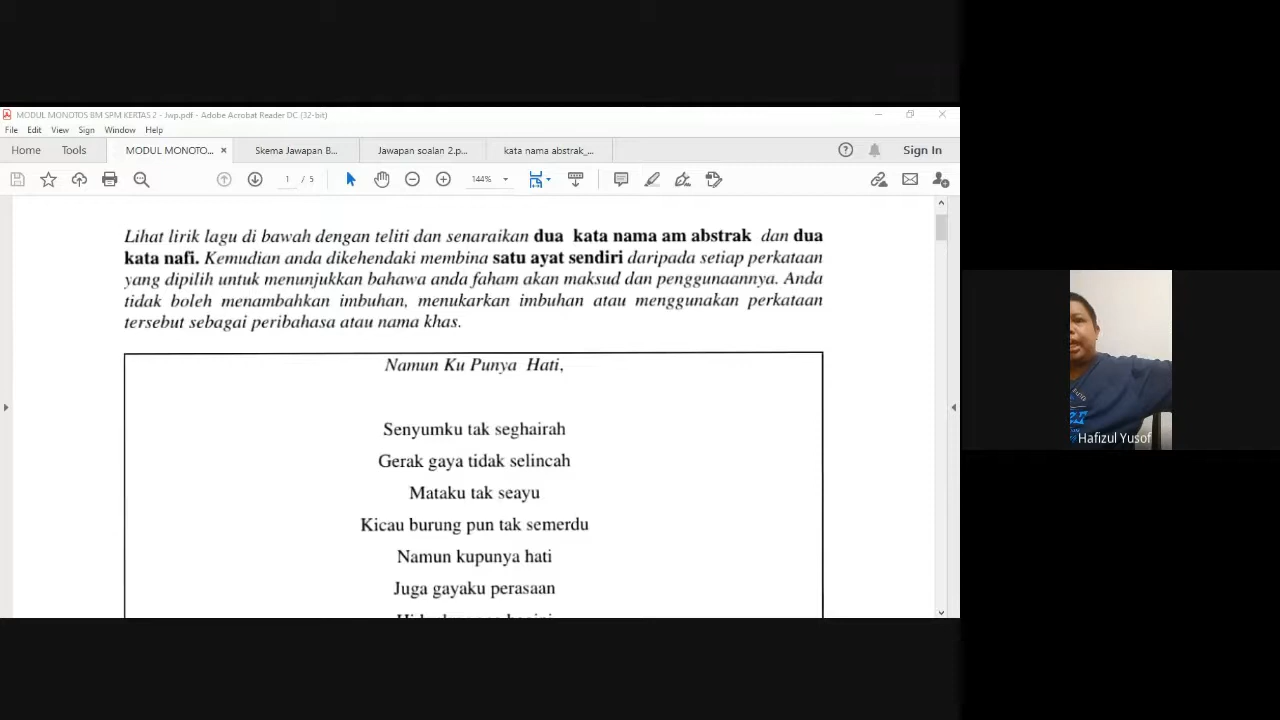 MODUL MONOTOS BM SPM KERTAS 2 - Jwp.pdf - Adobe Acrobat Reader DC (32-bit)
File Edit View Sign Window Help
Home Tools MODUL MONOTO... × Skema Jawapan B... Jawapan soalan 2.p... kata nama abstrak_... Sign In
1 / 5 144%
Lihat lirik lagu di bawah dengan teliti dan senaraikan dua kata nama am abstrak dan dua
kata nafi. Kemudian anda dikehendaki membina satu ayat sendiri daripada setiap perkataan
yang dipilih untuk menunjukkan bahawa anda faham akan maksud dan penggunaannya. Anda
tidak boleh menambahkan imbuhan, menukarkan imbuhan atau menggunakan perkataan
tersebut sebagai peribahasa atau nama khas.
Namun Ku Punya Hati,
Senyumku tak seghairah
Gerak gaya tidak selincah
Mataku tak seayu
Kicau burung pun tak semerdu
Namun kupunya hati
Juga gayaku perasaan
Hafizul Yusof